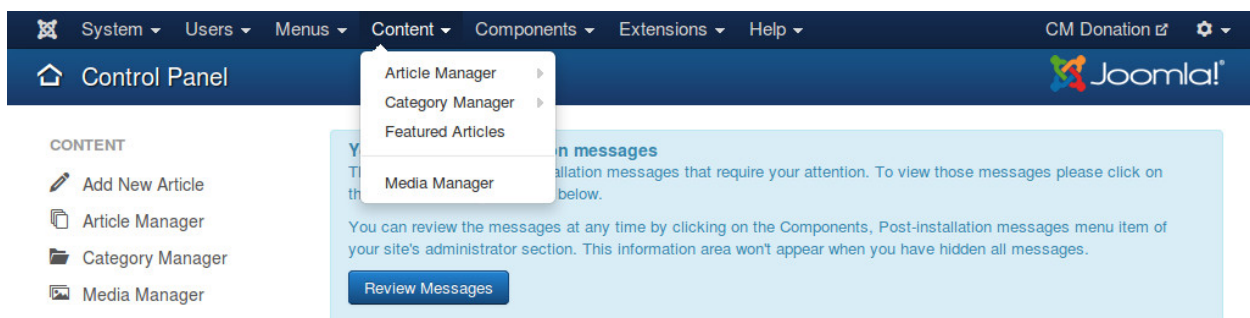 System Users Menus Content Components Extensions Help CM Donation
Control Panel Joomla!®
Article Manager
Category Manager
Featured Articles
Media Manager
CONTENT
Add New Article
Article Manager
Category Manager
Media Manager
Y n messages
Th allation messages that require your attention. To view those messages please click on
th below.
You can review the messages at any time by clicking on the Components, Post-installation messages menu item of
your site's administrator section. This information area won't appear when you have hidden all messages.
Review Messages